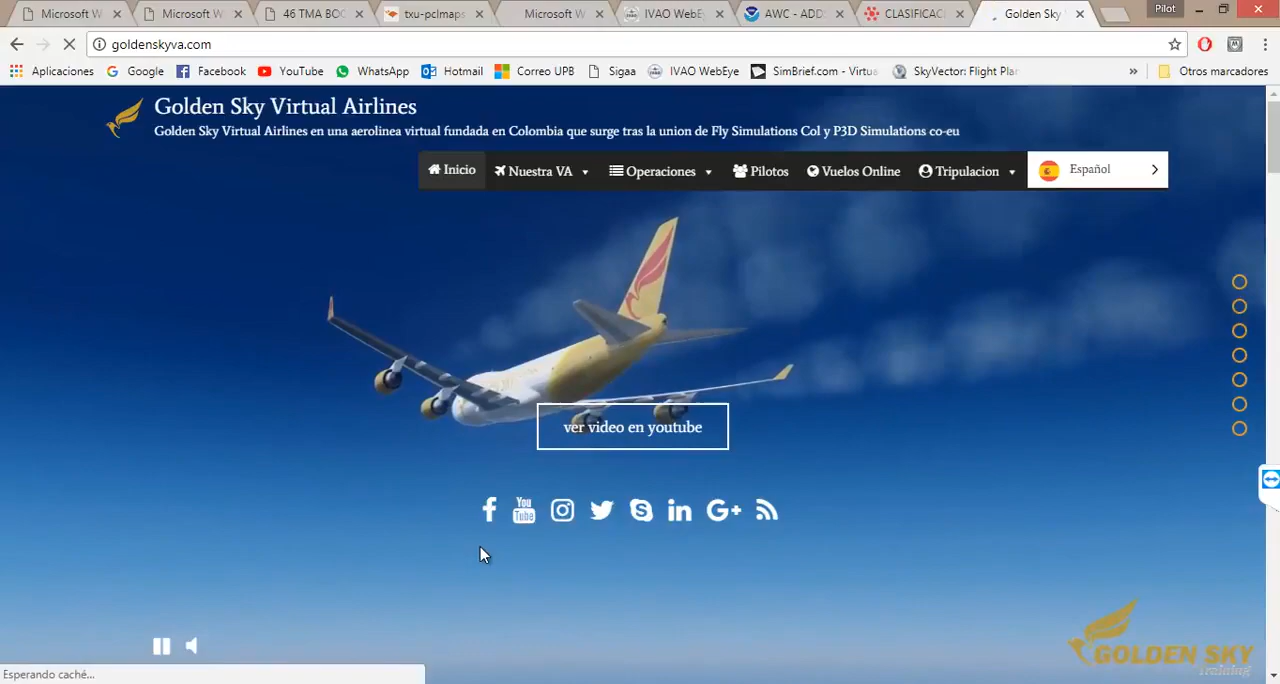 Microsoft W
Microsoft W
46 TMA BOG
txu-pclmaps
Microsoft W
IVAO WebEy
AWC - ADD
CLASIFICAC
Golden Sky
Pilot
goldenskyva.com
Aplicaciones
Google
Facebook
YouTube
WhatsApp
Hotmail
Correo UPB
Sigaa
IVAO WebEye
SimBrief.com - Virtua
SkyVector: Flight Plan
Otros marcadores
Golden Sky Virtual Airlines
Golden Sky Virtual Airlines en una aerolinea virtual fundada en Colombia que surge tras la union de Fly Simulations Col y P3D Simulations co-eu
Inicio
Nuestra VA
Operaciones
Pilotos
Vuelos Online
Tripulacion
Español
ver video en youtube
You Tube
G+
Esperando caché...
GOLDEN SKY
Training